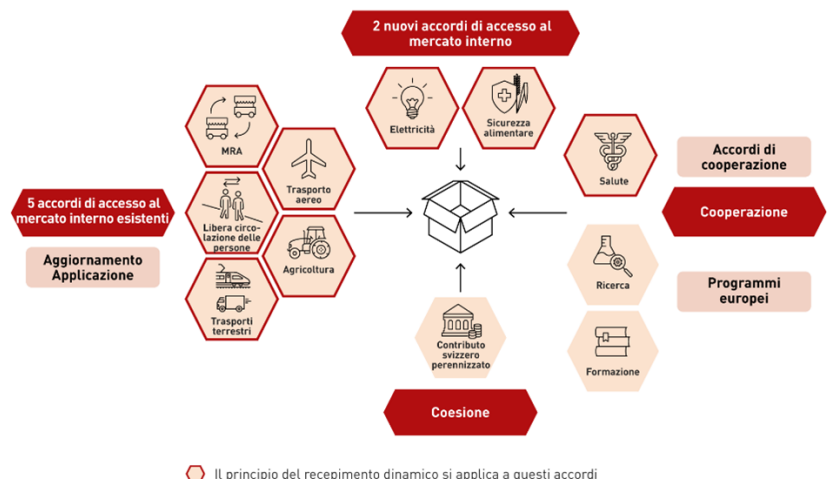 2 nuovi accordi di accesso al
mercato interno
Elettricità
Sicurezza
alimentare
MRA
Trasporto
aereo
Salute
Accordi di
cooperazione
5 accordi di accesso al
mercato interno esistenti
Libera circo-
lazione delle
persone
Cooperazione
Aggiornamento
Applicazione
Agricoltura
Ricerca
Programmi
europei
Trasporti
terrestri
Contributo
svizzero
perennizzato
Formazione
Coesione
Il principio del recepimento dinamico si applica a questi accordi